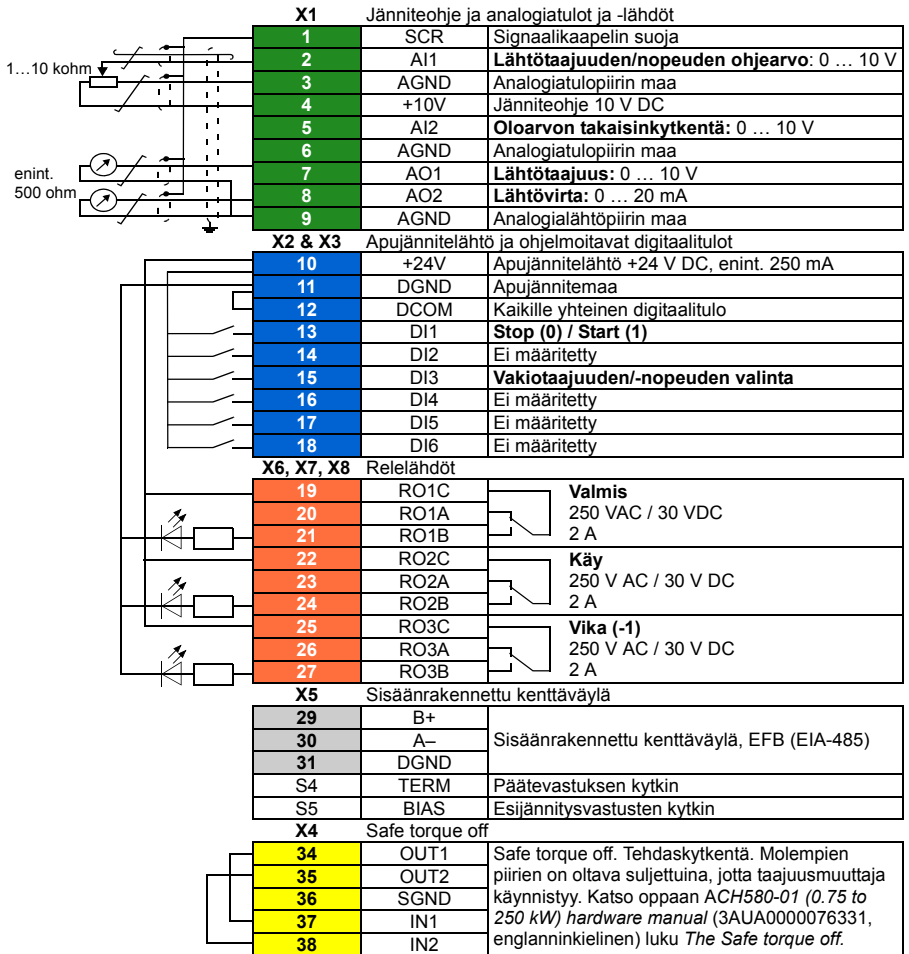 X1 Jänniteohje ja analogiatulot ja -lähdöt
1 SCR Signaalikaapelin suoja
2 AI1 Lähtötaajuuden/nopeuden ohjearvo: 0 … 10 V
1…10 kohm
3 AGND Analogiatulopiirin maa
4 +10V Jänniteohje 10 V DC
5 AI2 Oloarvon takaisinkytkentä: 0 … 10 V
6 AGND Analogiatulopiirin maa
enint.
500 ohm
7 AO1 Lähtötaajuus: 0 … 10 V
8 AO2 Lähtövirta: 0 … 20 mA
9 AGND Analogialähtöpiirin maa
X2 & X3 Apujännitelähtö ja ohjelmoitavat digitaalitulot
10 +24V Apujännitelähtö +24 V DC, enint. 250 mA
11 DGND Apujännitemaa
12 DCOM Kaikille yhteinen digitaalitulo
13 DI1 Stop (0) / Start (1)
14 DI2 Ei määritetty
15 DI3 Vakiotaajuuden/-nopeuden valinta
16 DI4 Ei määritetty
17 DI5 Ei määritetty
18 DI6 Ei määritetty
X6, X7, X8 Relelähdöt
19 RO1C Valmis
20 RO1A 250 VAC / 30 VDC
21 RO1B 2 A
22 RO2C Käy
23 RO2A 250 V AC / 30 V DC
24 RO2B 2 A
25 RO3C Vika (-1)
26 RO3A 250 V AC / 30 V DC
27 RO3B 2 A
X5 Sisäänrakennettu kenttäväylä
29 B+
30 A– Sisäänrakennettu kenttäväylä, EFB (EIA-485)
31 DGND
S4 TERM Päätevastuksen kytkin
S5 BIAS Esijännitysvastusten kytkin
X4 Safe torque off
34 OUT1 Safe torque off. Tehdaskytkentä. Molempien
35 OUT2 piirien on oltava suljettuina, jotta taajuusmuuttaja
36 SGND käynnistyy. Katso oppaan ACH580-01 (0.75 to
37 IN1 250 kW) hardware manual (3AUA0000076331,
38 IN2 englanninkielinen) luku The Safe torque off.